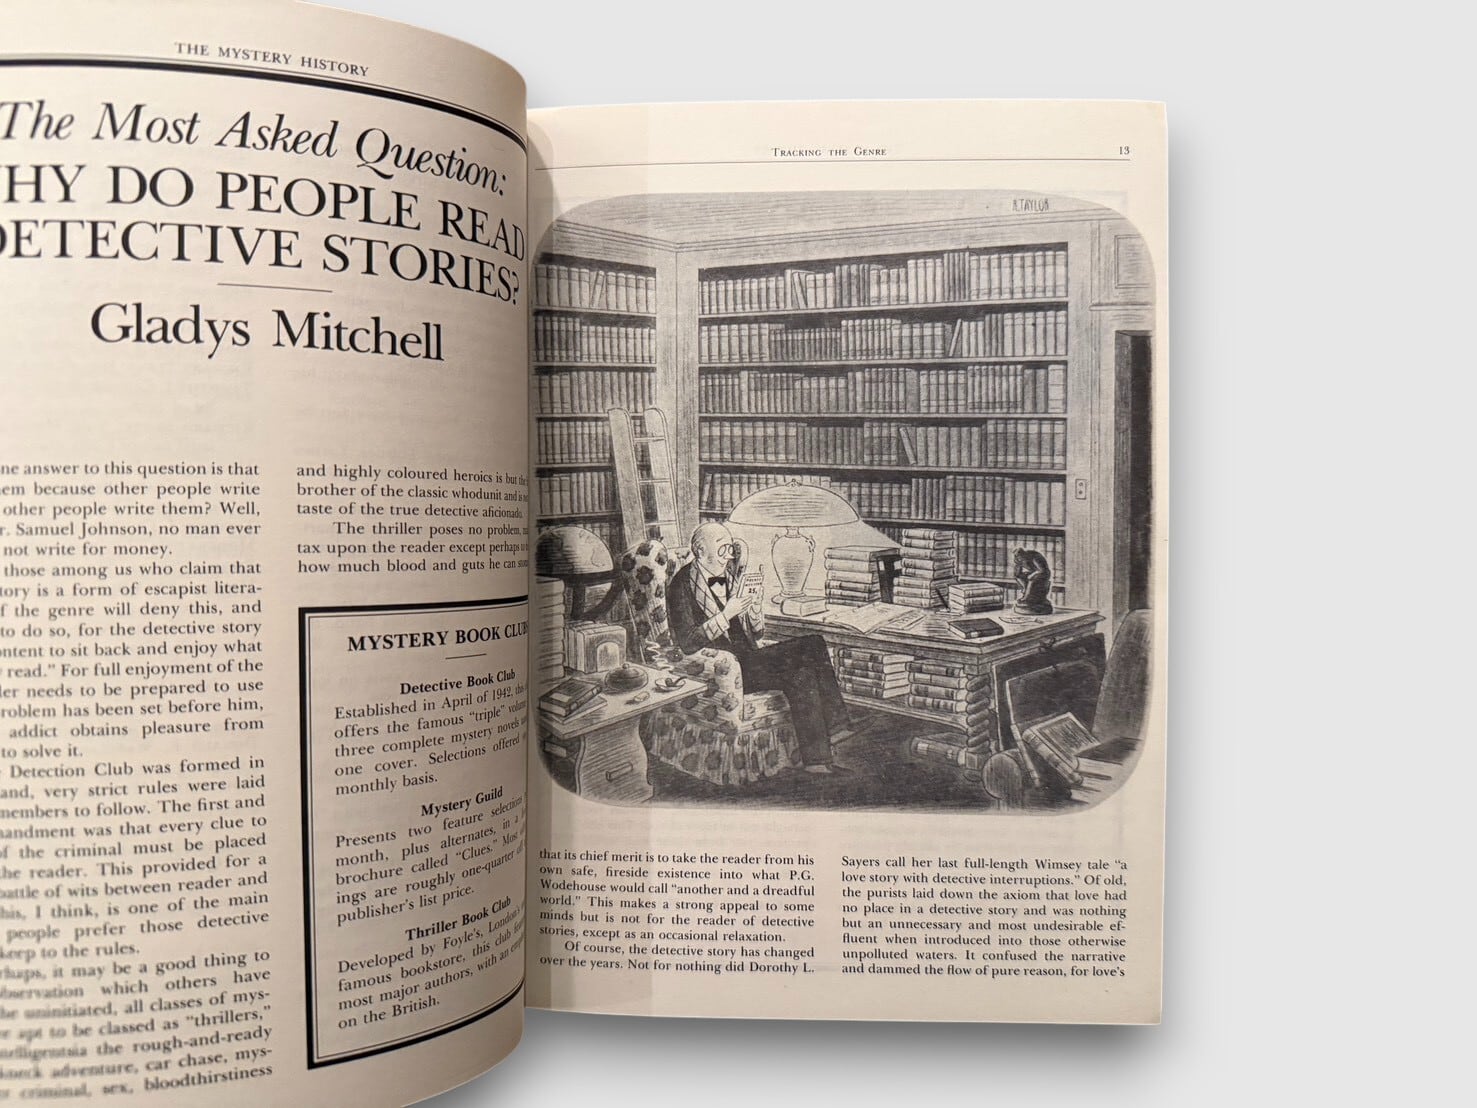 THE MYSTERY HISTORY
The Most Asked Question:
HY DO PEOPLE READ
DETECTIVE STORIES?
Gladys Mitchell
ne answer to this question is that
em because other people write
other people write them? Well,
r. Samuel Johnson, no man ever
not write for money.
those among us who claim that
tory is a form of escapist litera-
f the genre will deny this, and
to do so, for the detective story
ntent to sit back and enjoy what
read." For full enjoyment of the
er needs to be prepared to use
roblem has been set before him,
addict obtains pleasure from
to solve it.
Detection Club was formed in
and, very strict rules were laid
members to follow. The first and
mandment was that every clue to
of the criminal must be placed
he reader. This provided for a
battle of wits between reader and
his, I think, is one of the main
people prefer those detective
keep to the rules.
rhaps, it may be a good thing to
bservation which others have
he uninitiated, all classes of mys-
r apt to be classed as "thrillers,"
ntelligentsia the rough-and-ready
kneck adventure, car chase, mys-
r criminal, sex, bloodthirstiness
and highly coloured heroics is but the
brother of the classic whodunit and is
taste of the true detective aficionado.
The thriller poses no problem,
tax upon the reader except perhaps to
how much blood and guts he can
MYSTERY BOOK CLUBS
Detective Book Club
Established in April of 1942, this
offers the famous "triple" volume
three complete mystery novels
one cover. Selections offered
monthly basis.
Mystery Guild
Presents two feature selections
month, plus alternates, in a
brochure called "Clues." Most
ings are roughly one-quarter off
publisher's list price.
Thriller Book Club
Developed by Foyle's, London's
famous bookstore, this club
most major authors, with an
on the British.
TRACKING THE GENRE 13
R.TAYLOR
that its chief merit is to take the reader from his
own safe, fireside existence into what P.G.
Wodehouse would call "another and a dreadful
world." This makes a strong appeal to some
minds but is not for the reader of detective
stories, except as an occasional relaxation.
Of course, the detective story has changed
over the years. Not for nothing did Dorothy L.
Sayers call her last full-length Wimsey tale "a
love story with detective interruptions." Of old,
the purists laid down the axiom that love had
no place in a detective story and was nothing
but an unnecessary and most undesirable ef-
fluent when introduced into those otherwise
unpolluted waters. It confused the narrative
and dammed the flow of pure reason, for love's